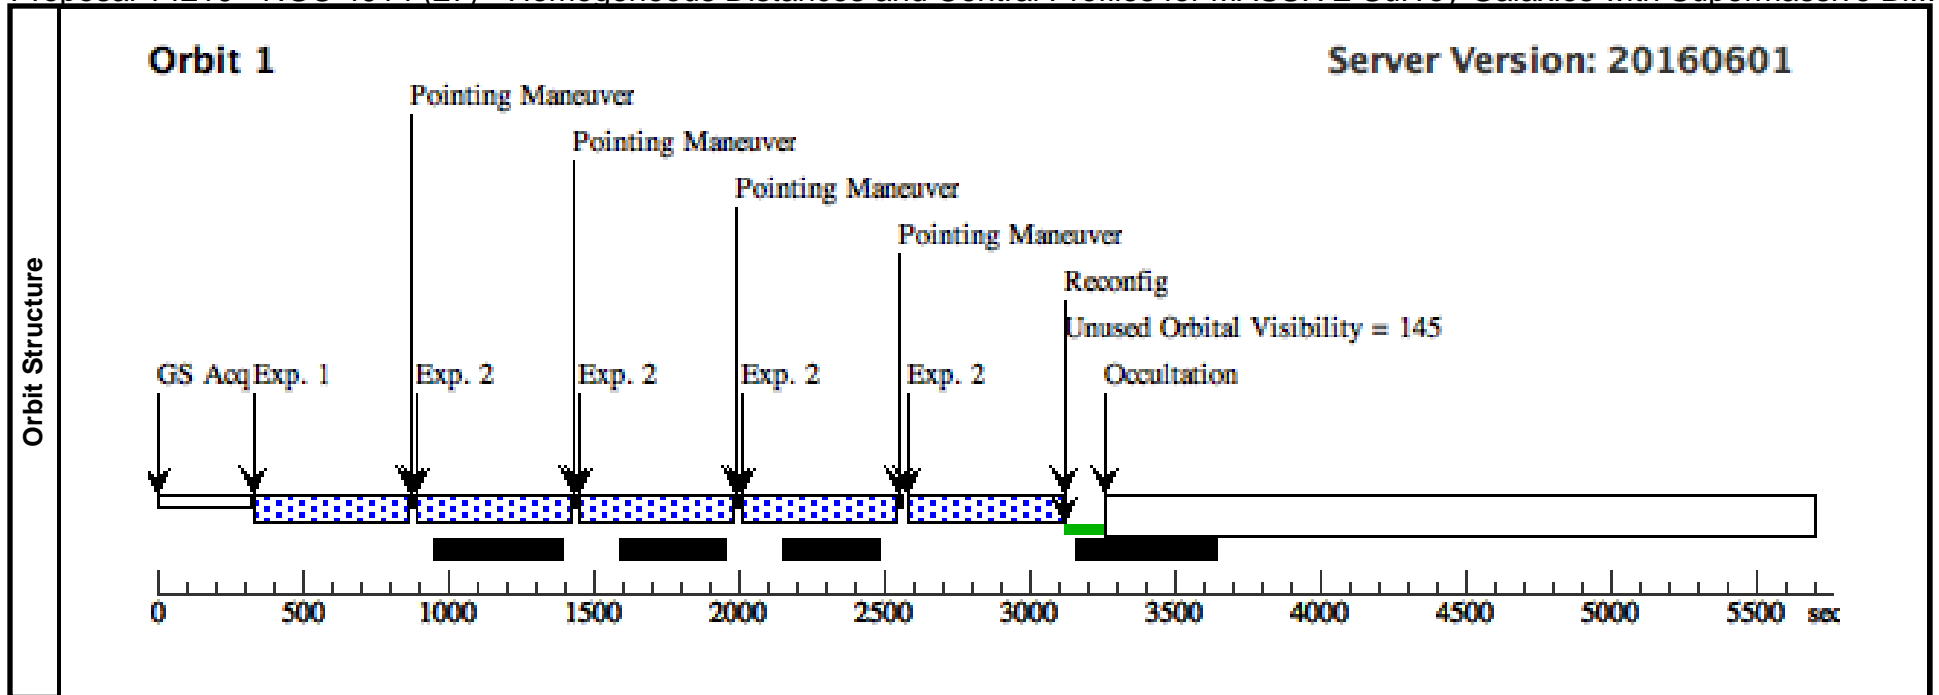 Orbit 1
Server Version: 20160601
Pointing Maneuver
Pointing Maneuver
Pointing Maneuver
Pointing Maneuver
Reconfig
Unused Orbital Visibility = 145
GS Acq Exp. 1 Exp. 2 Exp. 2 Exp. 2 Exp. 2 Occultation
Orbit Structure
0 500 1000 1500 2000 2500 3000 3500 4000 4500 5000 5500 sec